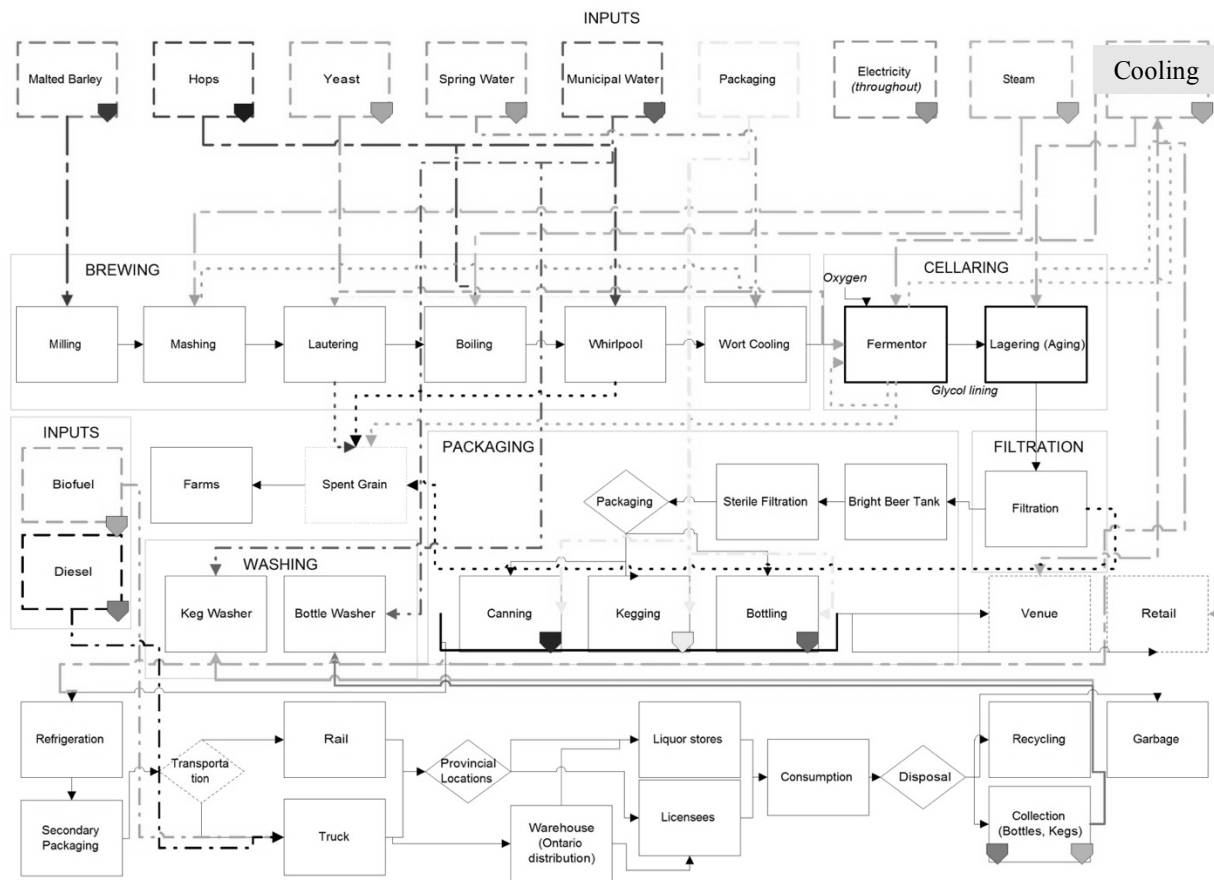 INPUTS
Malted Barley
Hops
Yeast
Spring Water
Municipal Water
Packaging
Electricity
(throughout)
Steam
Cooling
BREWING
CELLARING
Oxygen
Milling
Mashing
Lautering
Boiling
Whirlpool
Wort Cooling
Fermentor
Lagering (Aging)
Glycol lining
INPUTS
PACKAGING
FILTRATION
Biofuel
Farms
Spent Grain
Packaging
Sterile Filtration
Bright Beer Tank
Filtration
Diesel
WASHING
Keg Washer
Bottle Washer
Canning
Kegging
Bottling
Venue
Retail
Refrigeration
Transporta
tion
Rail
Provincial
Locations
Liquor stores
Consumption
Disposal
Recycling
Garbage
Secondary
Packaging
Truck
Warehouse
(Ontario
distribution)
Licensees
Collection
(Bottles, Kegs)